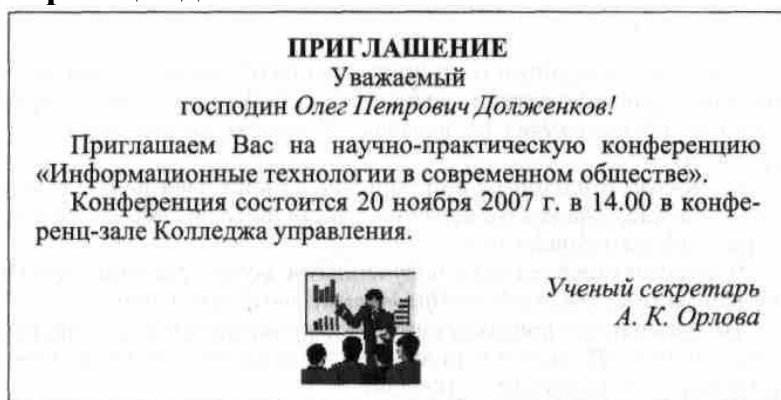 ПРИГЛАШЕНИЕ
Уважаемый
господин Олег Петрович Долженков!
Приглашаем Вас на научно-практическую конференцию
«Информационные технологии в современном обществе».
Конференция состоится 20 ноября 2007 г. в 14.00 в конфе-
ренц-зале Колледжа управления.
Ученый секретарь
А. К. Орлова